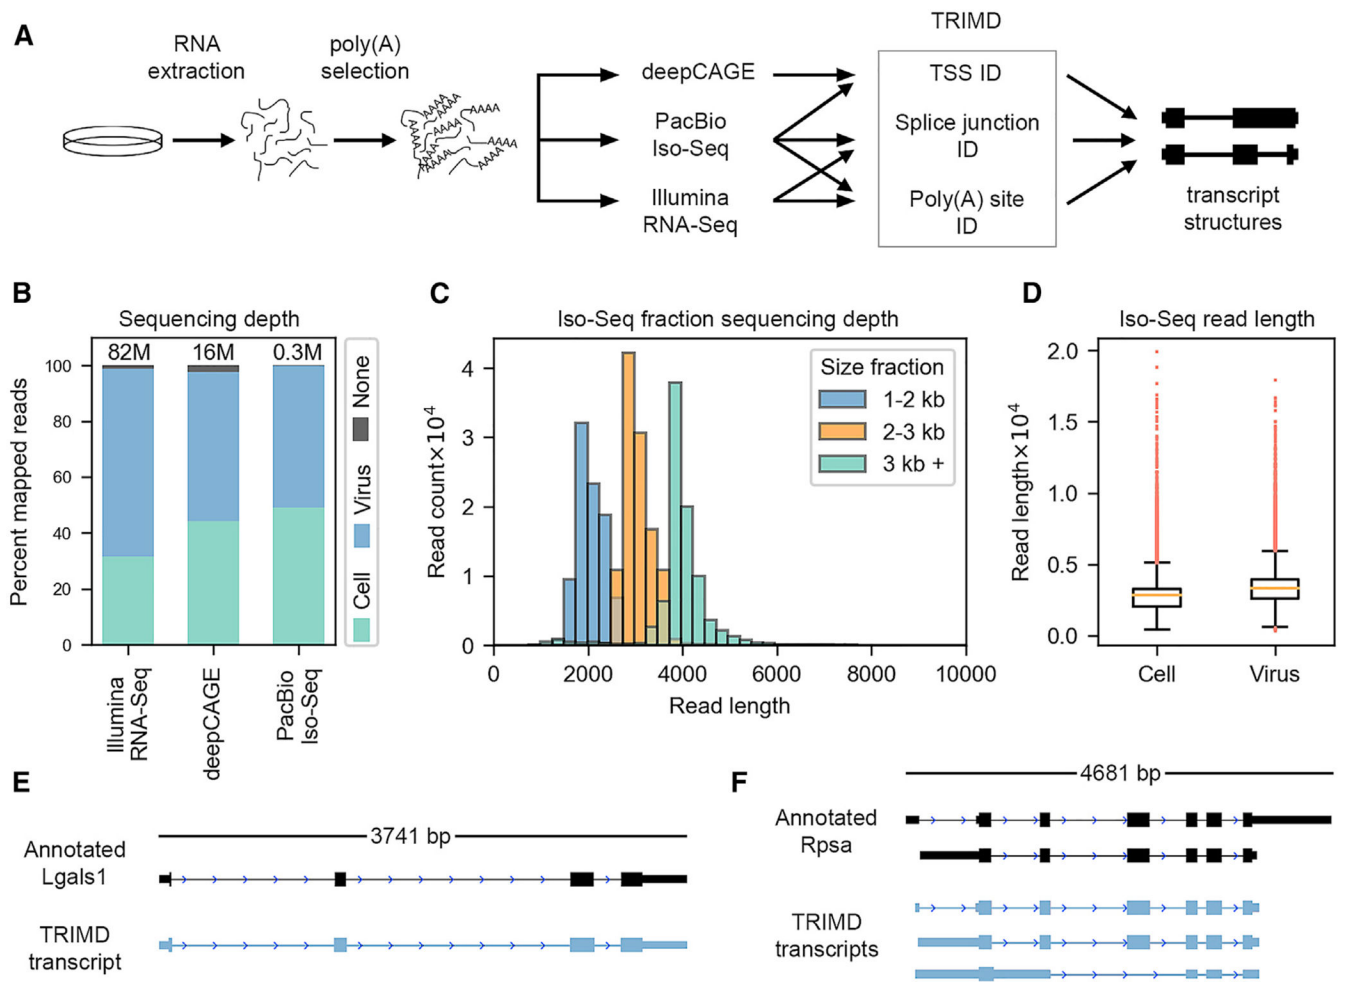 A
RNA
extraction
poly(A)
selection
AAAA
deepCAGE
PacBio
Iso-Seq
Illumina
RNA-Seq
TRIMD
TSS ID
Splice junction
ID
Poly(A) site
ID
transcript
structures
B
Sequencing depth
82M
16M
0.3M
Percent mapped reads
100
80
60
40
20
0
Illumina
RNA-Seq
deepCAGE
PacBio
Iso-Seq
Cell
Virus
None
C
Iso-Seq fraction sequencing depth
Read count×10⁴
4
3
2
1
0
0
2000
4000
6000
8000
10000
Read length
Size fraction
1-2 kb
2-3 kb
3 kb +
D
Iso-Seq read length
Read length×10⁴
2.0
1.5
1.0
0.5
0.0
Cell
Virus
E
3741 bp
Annotated
Lgals1
TRIMD
transcript
F
4681 bp
Annotated
Rpsa
TRIMD
transcripts